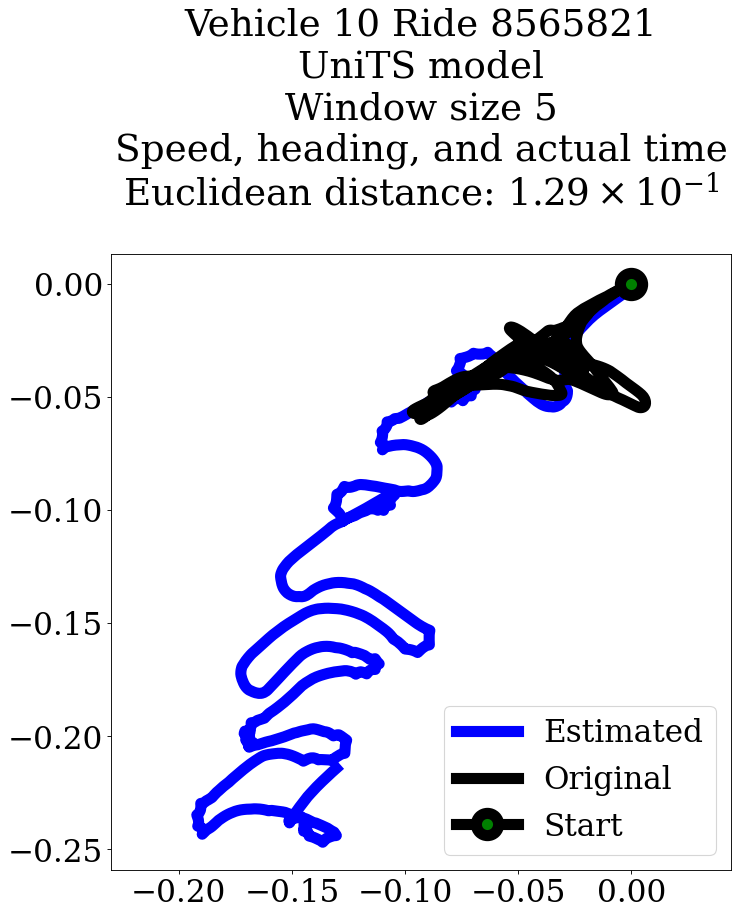 Vehicle 10 Ride 8565821
UniTS model
Window size 5
Speed, heading, and actual time
Euclidean distance: 1.29 × 10⁻¹
0.00
−0.05
−0.10
−0.15
−0.20
−0.25
Estimated
Original
Start
−0.20 −0.15 −0.10 −0.05 0.00